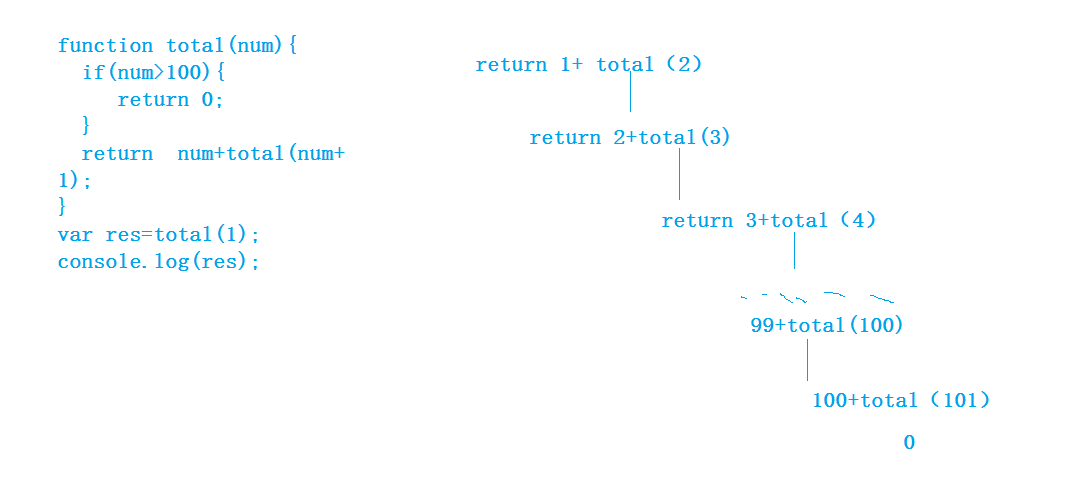 function total(num){
if(num>100){
return 0;
}
return num+total(num+
1);
}
var res=total(1);
console.log(res);
return 1+ total（2）
return 2+total(3)
return 3+total（4）
99+total(100)
100+total（101）
0